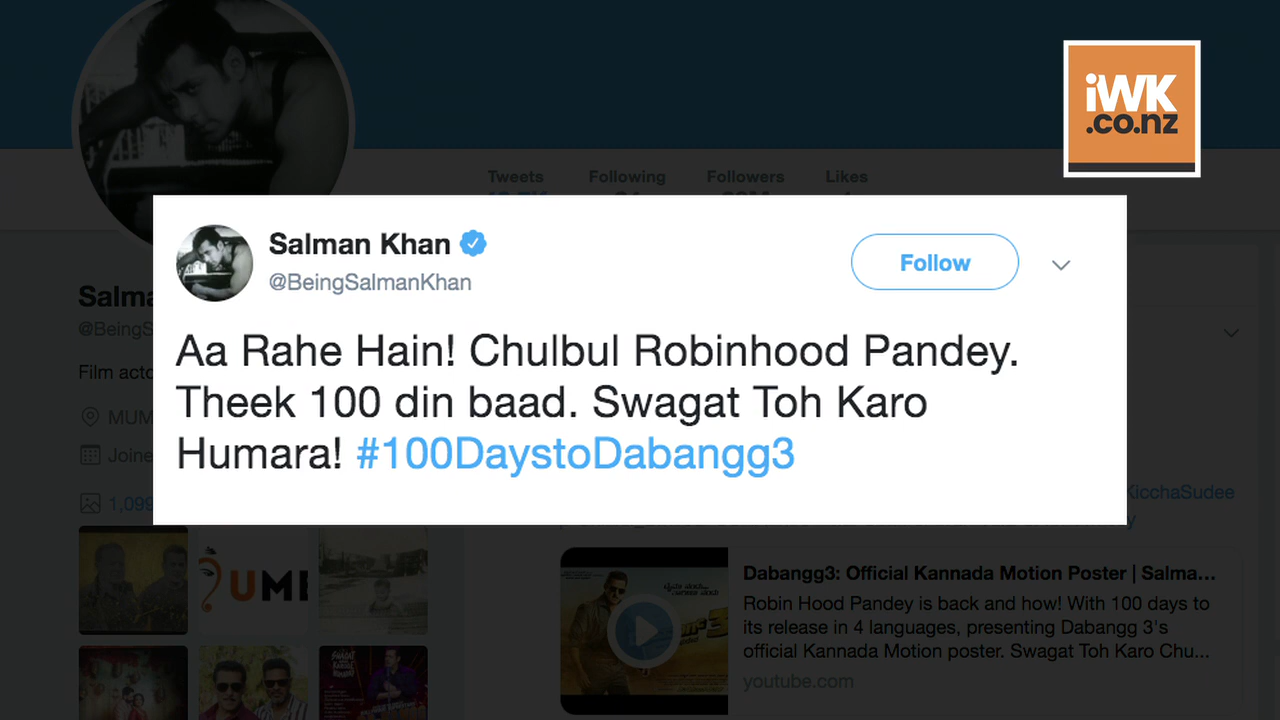 iWK
.co.nz
Tweets Following Followers Likes
Salman Khan
@BeingSalmanKhan
Follow
Aa Rahe Hain! Chulbul Robinhood Pandey.
Theek 100 din baad. Swagat Toh Karo
Humara! #100DaystoDabangg3
Salma
@BeingS
Film acto
MUM
Joine
1,099
KicchaSudee
Dabangg3: Official Kannada Motion Poster | Salma...
Robin Hood Pandey is back and how! With 100 days to
its release in 4 languages, presenting Dabangg 3's
official Kannada Motion poster. Swagat Toh Karo Chu...
youtube.com